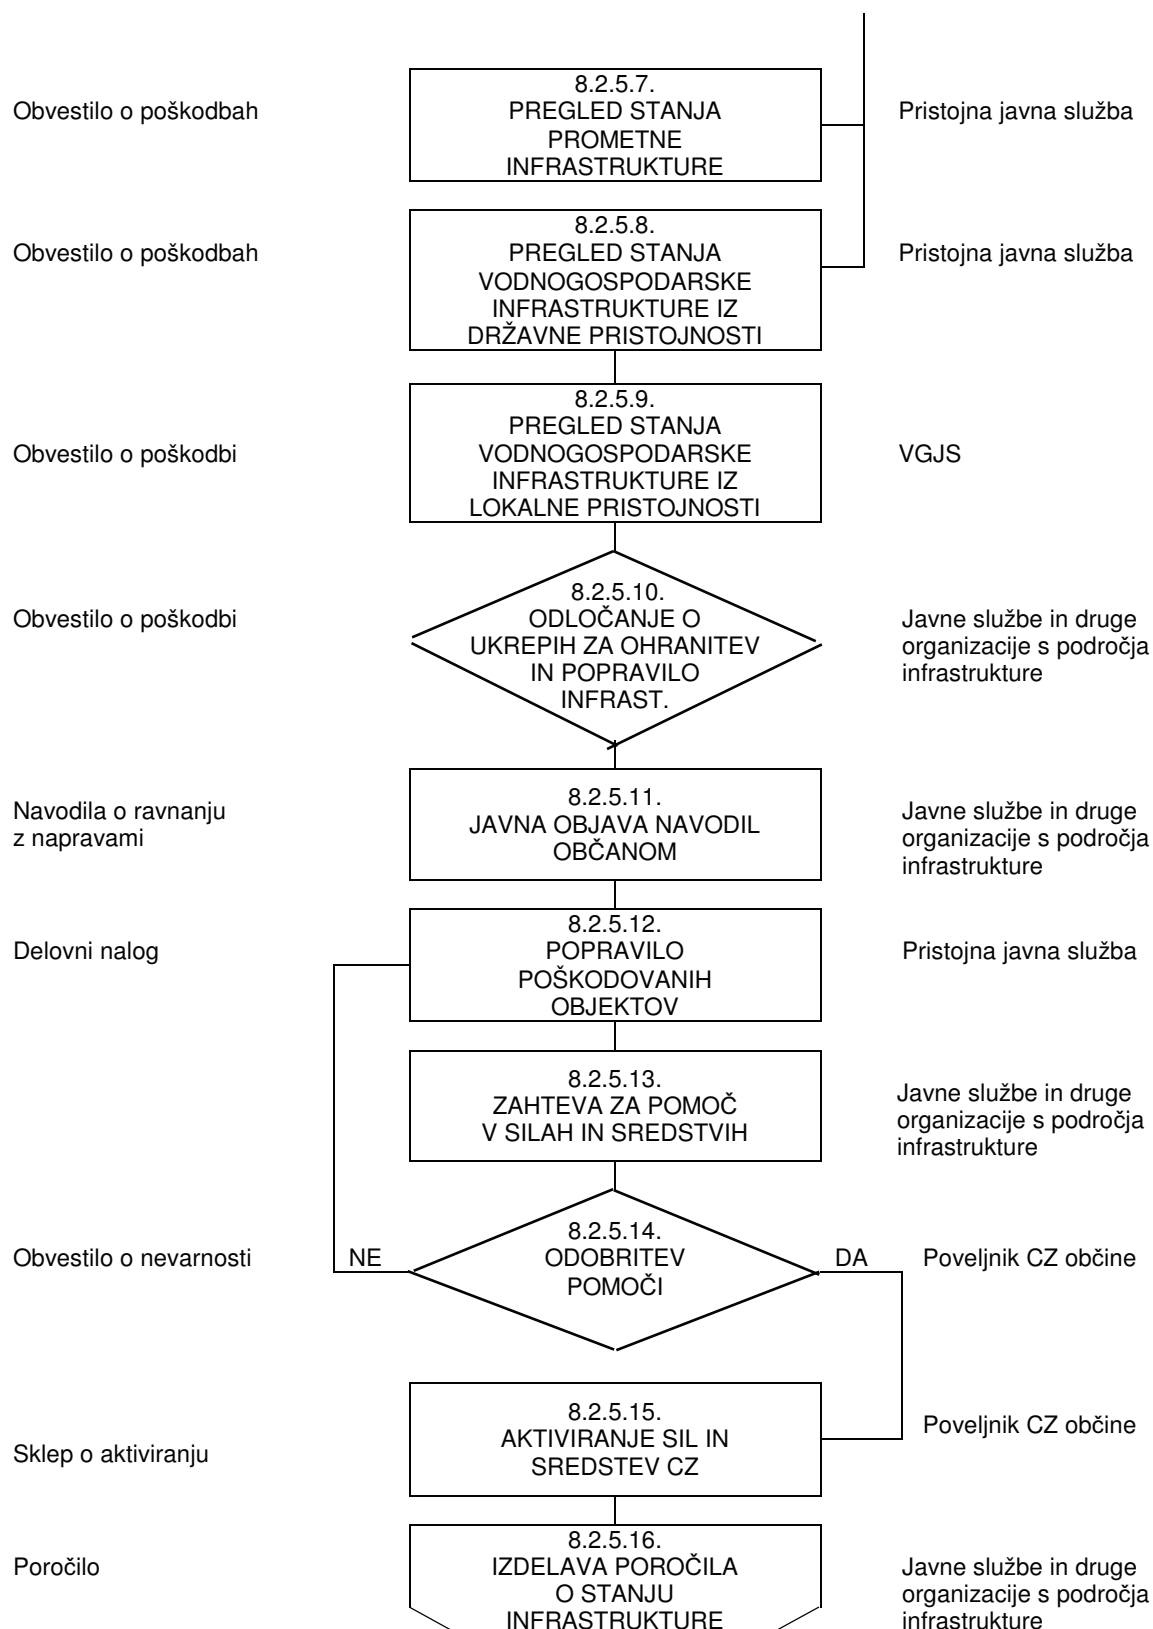 8.2.5.7.
Obvestilo o poškodbah
PREGLED STANJA
Pristojna javna služba
PROMETNE
INFRASTRUKTURE
8.2.5.8.
Obvestilo o poškodbah
PREGLED STANJA
Pristojna javna služba
VODNOGOSPODARSKE
INFRASTRUKTURE IZ
DRŽAVNE PRISTOJNOSTI
8.2.5.9.
PREGLED STANJA
Obvestilo o poškodbi
VODNOGOSPODARSKE
VGJS
INFRASTRUKTURE IZ
LOKALNE PRISTOJNOSTI
8.2.5.10.
Obvestilo o poškodbi
ODLOČANJE O
UKREPIH ZA OHRANITEV
IN POPRAVILO
INFRAST.
Javne službe in druge
organizacije s področja
infrastrukture
Navodila o ravnanju
z napravami
8.2.5.11.
JAVNA OBJAVA NAVODIL
OBČANOM
Javne službe in druge
organizacije s področja
infrastrukture
8.2.5.12.
Delovni nalog
POPRAVILO
POŠKODOVANIH
OBJEKTOV
Pristojna javna služba
8.2.5.13.
ZAHTEVA ZA POMOČ
V SILAH IN SREDSTVIH
Javne službe in druge
organizacije s področja
infrastrukture
8.2.5.14.
Obvestilo o nevarnosti
NE
ODOBRITEV
POMOČI
DA
Poveljnik CZ občine
8.2.5.15.
AKTIVIRANJE SIL IN
SREDSTEV CZ
Poveljnik CZ občine
Sklep o aktiviranju
8.2.5.16.
Poročilo
IZDELAVA POROČILA
O STANJU
INFRASTRUKTURE
Javne službe in druge
organizacije s področja
infrastrukture